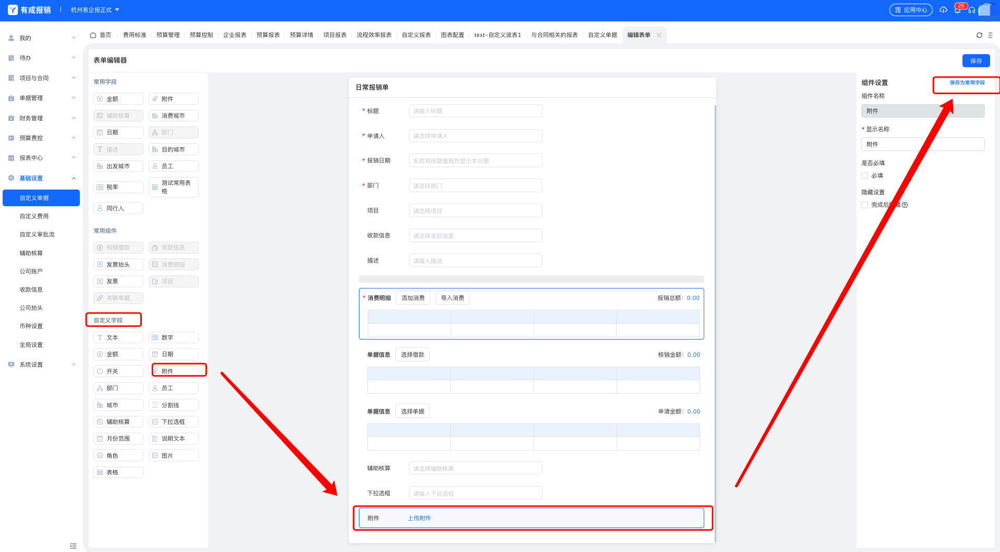 有成报销
杭州易企报正式
应用中心
26
我的
待办
项目与合同
单据管理
财务管理
预算费控
报表中心
基础设置
自定义单据
自定义费用
自定义审批流
辅助核算
公司账户
收款信息
公司抬头
币种设置
全局设置
系统设置
首页 费用标准 预算管理 预算控制 企业报表 预算报表 预算详情 项目报表 流程效率报表 自定义报表 图表配置 test-自定义波表1 与合同相关的报表 自定义单据 编辑表单
表单编辑器
保存
常用字段
金额 附件
辅助核算 消费城市
日期 部门
描述 目的城市
出发城市 员工
税率 测试常用表格
同行人
常用组件
核销借款 收款信息
发票抬头 消费明细
发票 项目
关联单据
自定义字段
文本 数字
金额 日期
开关 附件
部门 员工
城市 分割线
辅助核算 下拉选框
月份范围 说明文本
角色 图片
表格
日常报销单
* 标题 请输入标题
* 申请人 请选择申请人
* 报销日期 系统将按取值规则显示本日期
* 部门 请选择部门
项目 请选择项目
收款信息 请选择收款信息
描述 请输入描述
* 消费明细 添加消费 导入消费 报销总额：0.00
单据信息 选择借款 核销金额：0.00
单据信息 选择单据 申请金额：0.00
辅助核算 请选择辅助核算
下拉选框 请输入下拉选框
附件 上传附件
组件设置 保存为常用字段
组件名称
附件
* 显示名称
附件
是否必填
必填
隐藏设置
完成后隐藏